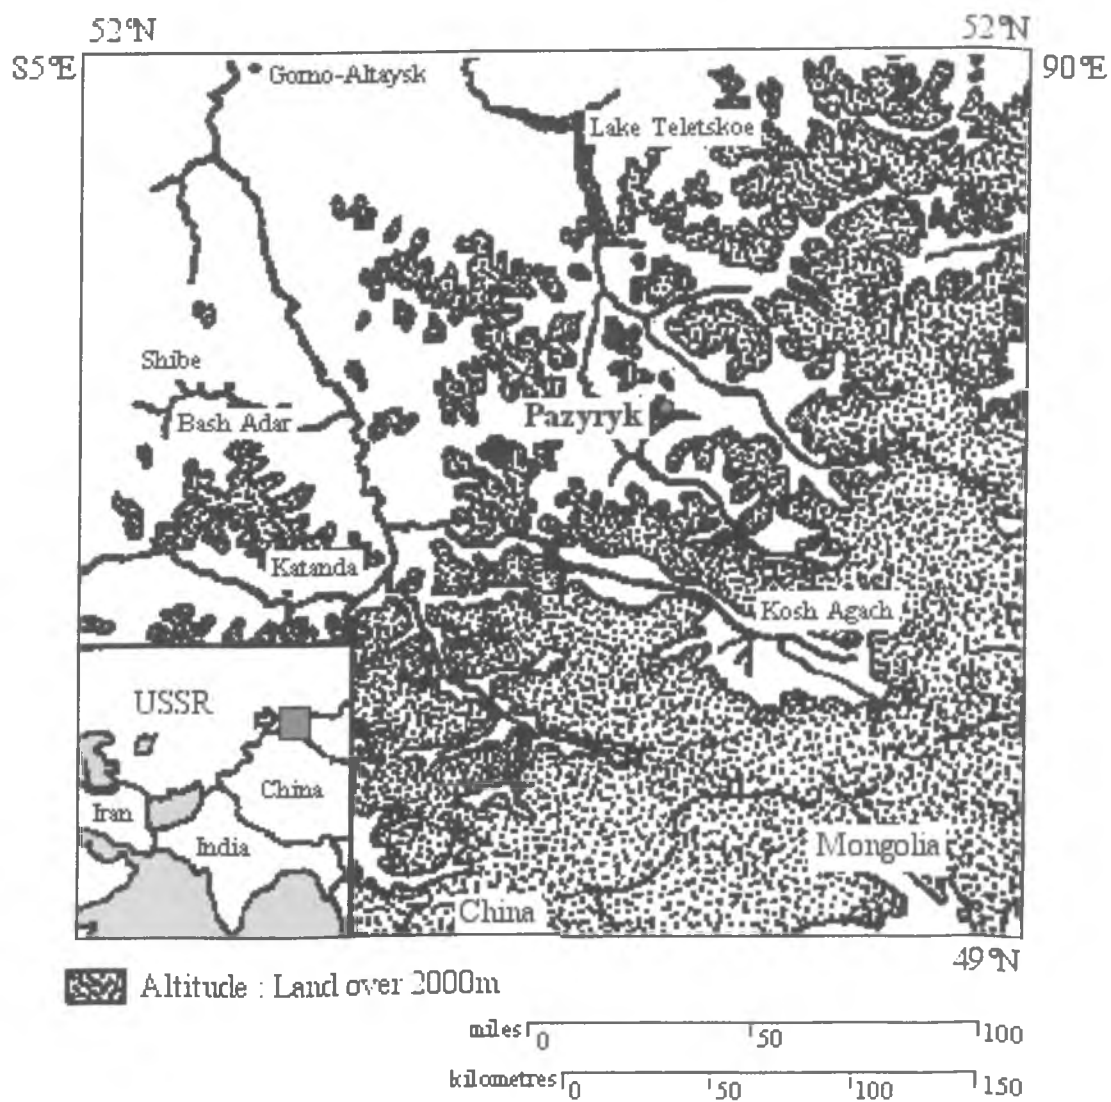 52°N 52°N
85°E 90°E
Gorno-Altaysk
Lake Teletskoe
Shibe
Bash Adar
Pazyryk
Katanda
Kosh Agach
USSR
China
Iran
India
Mongolia
China
49°N
Altitude : Land over 2000m
miles 0 50 100
kilometres 0 50 100 150